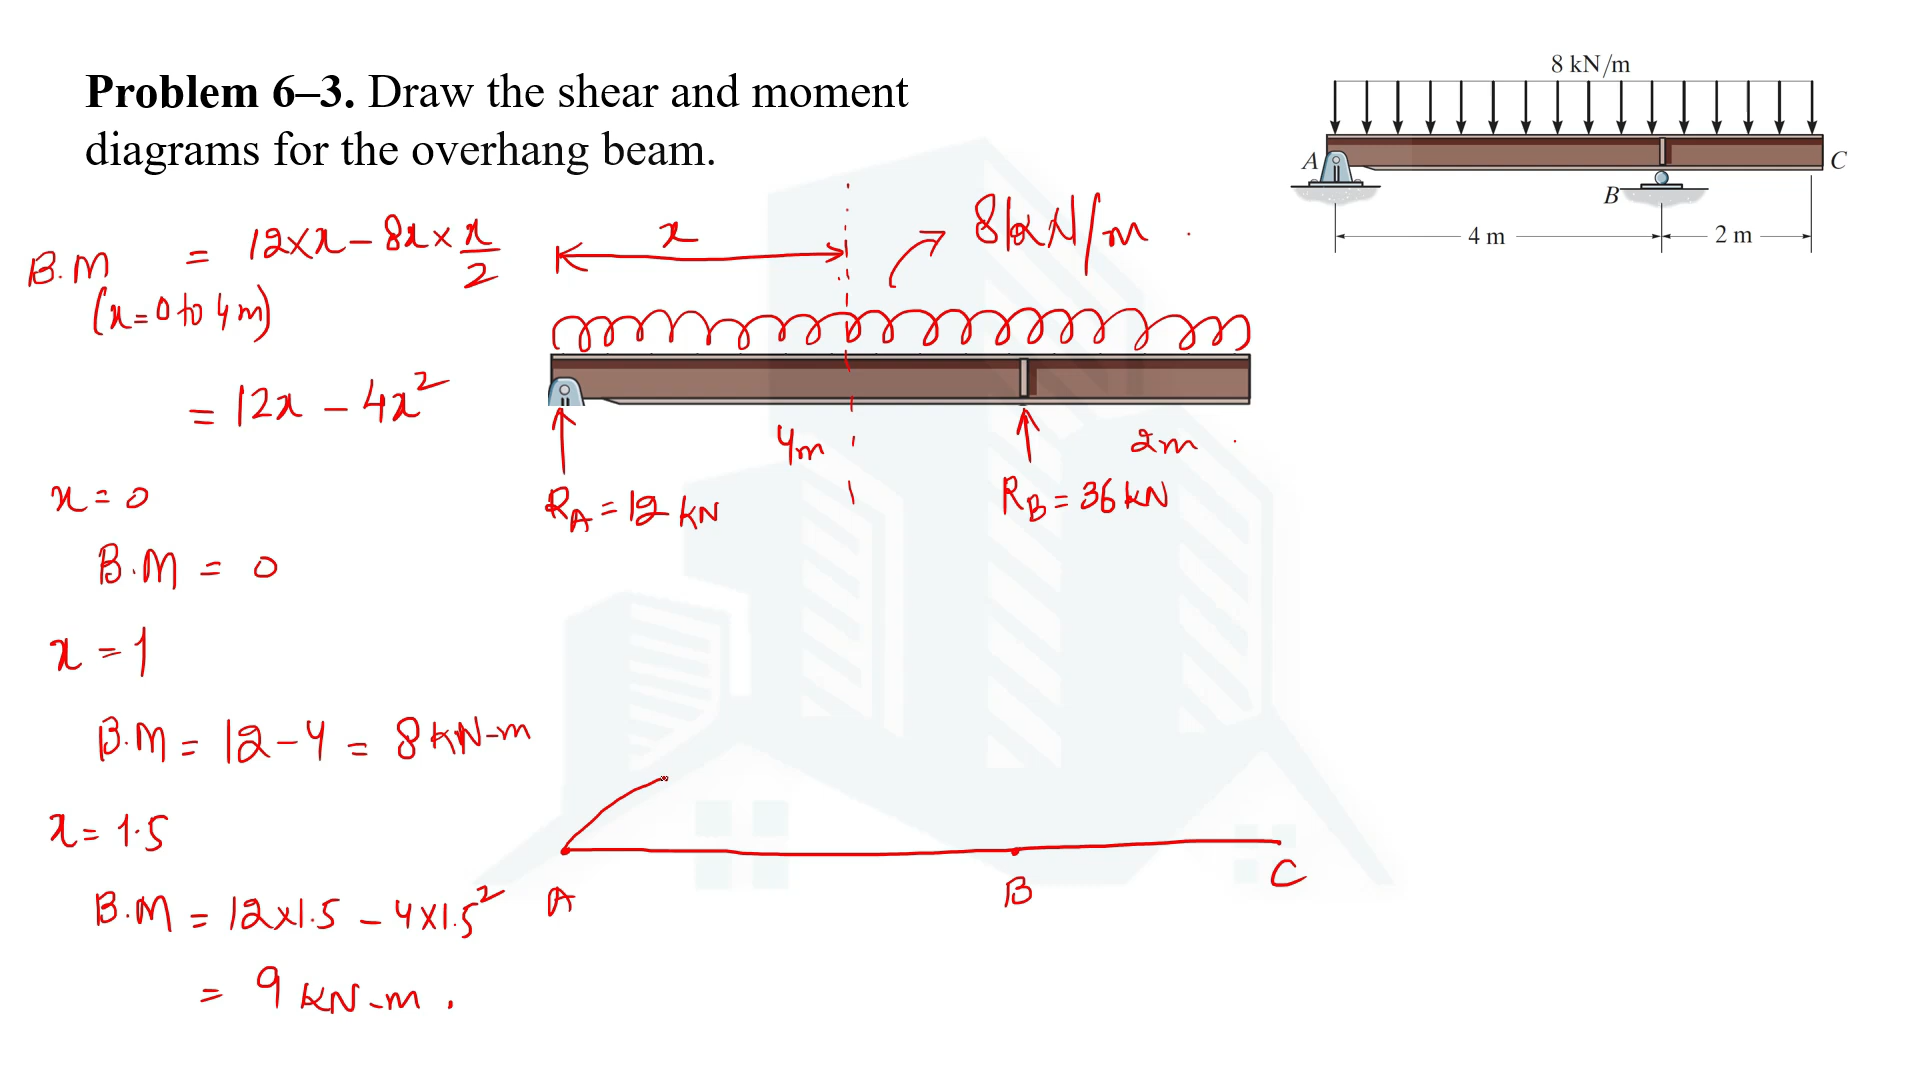 Problem 6–3. Draw the shear and moment
diagrams for the overhang beam.
8 kN/m
A
B
C
4 m
2 m
B.M = 12×x – 8x × x/2
(x=0 to 4m)
= 12x – 4x²
x = 0
B.M = 0
x = 1
B.M = 12 – 4 = 8 kN-m
x = 1.5
B.M = 12×1.5 – 4×1.5²
= 9 kN-m.
x
8kN/m
4m
2m
R_A = 12 kN
R_B = 36 kN
A
B
C